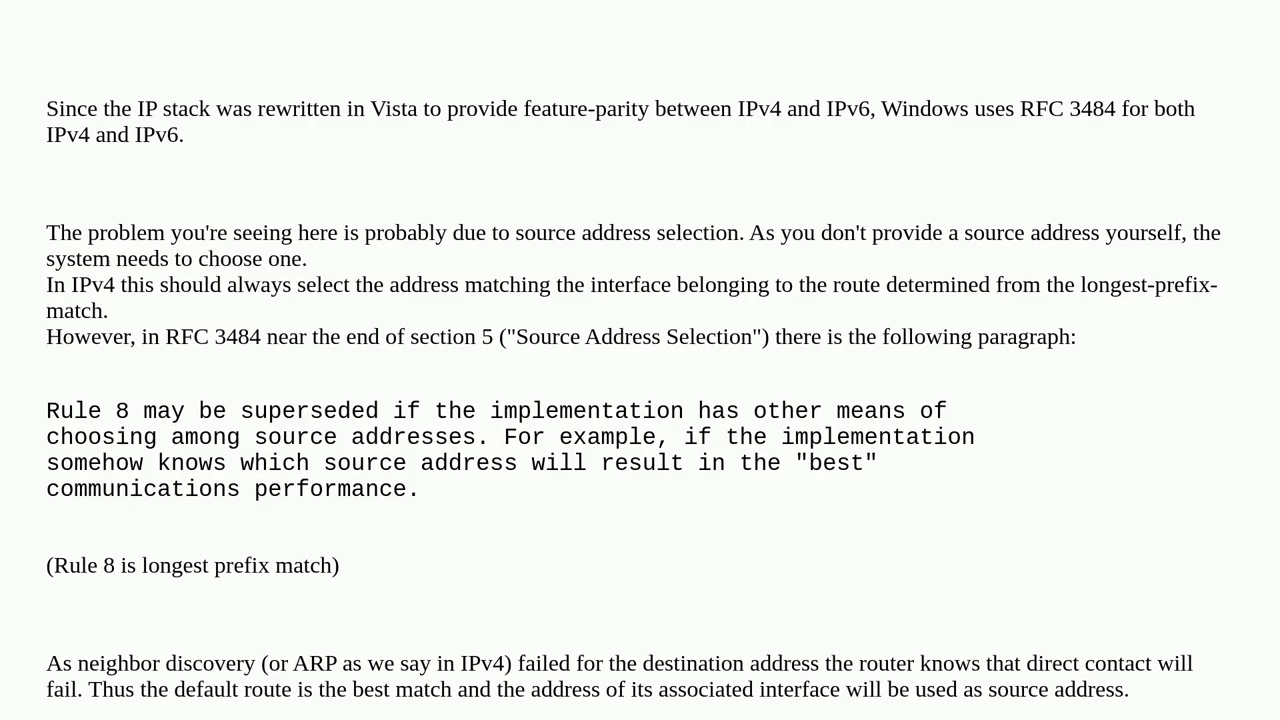 Since the IP stack was rewritten in Vista to provide feature-parity between IPv4 and IPv6, Windows uses RFC 3484 for both
IPv4 and IPv6.
The problem you're seeing here is probably due to source address selection. As you don't provide a source address yourself, the
system needs to choose one.
In IPv4 this should always select the address matching the interface belonging to the route determined from the longest-prefix-
match.
However, in RFC 3484 near the end of section 5 ("Source Address Selection") there is the following paragraph:
Rule 8 may be superseded if the implementation has other means of
choosing among source addresses. For example, if the implementation
somehow knows which source address will result in the "best"
communications performance.
(Rule 8 is longest prefix match)
As neighbor discovery (or ARP as we say in IPv4) failed for the destination address the router knows that direct contact will
fail. Thus the default route is the best match and the address of its associated interface will be used as source address.